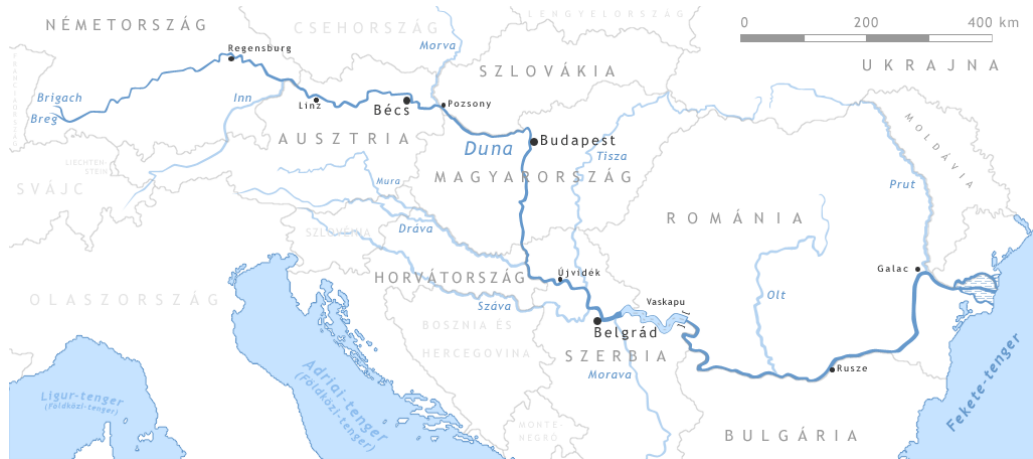 0
200
400 km
NÉMETORSZÁG
CSEHORSZÁG
LENGYELORSZÁG
Regensburg
Morva
SZLOVÁKIA
UKRAJNA
Brigach
Breg
Inn
Linz
Bécs
Pozsony
AUSZTRIA
Duna
Budapest
Tisza
MOLDÁVIA
LIECHTEN-
STEIN
SVÁJC
Mura
MAGYARORSZÁG
Prut
ROMÁNIA
SZLOVÉNIA
Dráva
HORVÁTORSZÁG
Újvidék
Galac
OLASZORSZÁG
Száva
Vaskapu
Olt
BOSZNIA ÉS
HERCEGOVINA
Belgrád
SZERBIA
Morava
Rusze
Adriai-tenger
(Földközi-tenger)
Ligur-tenger
(Földközi-tenger)
Fekete-tenger
MONTE-
NEGRÓ
BULGÁRIA